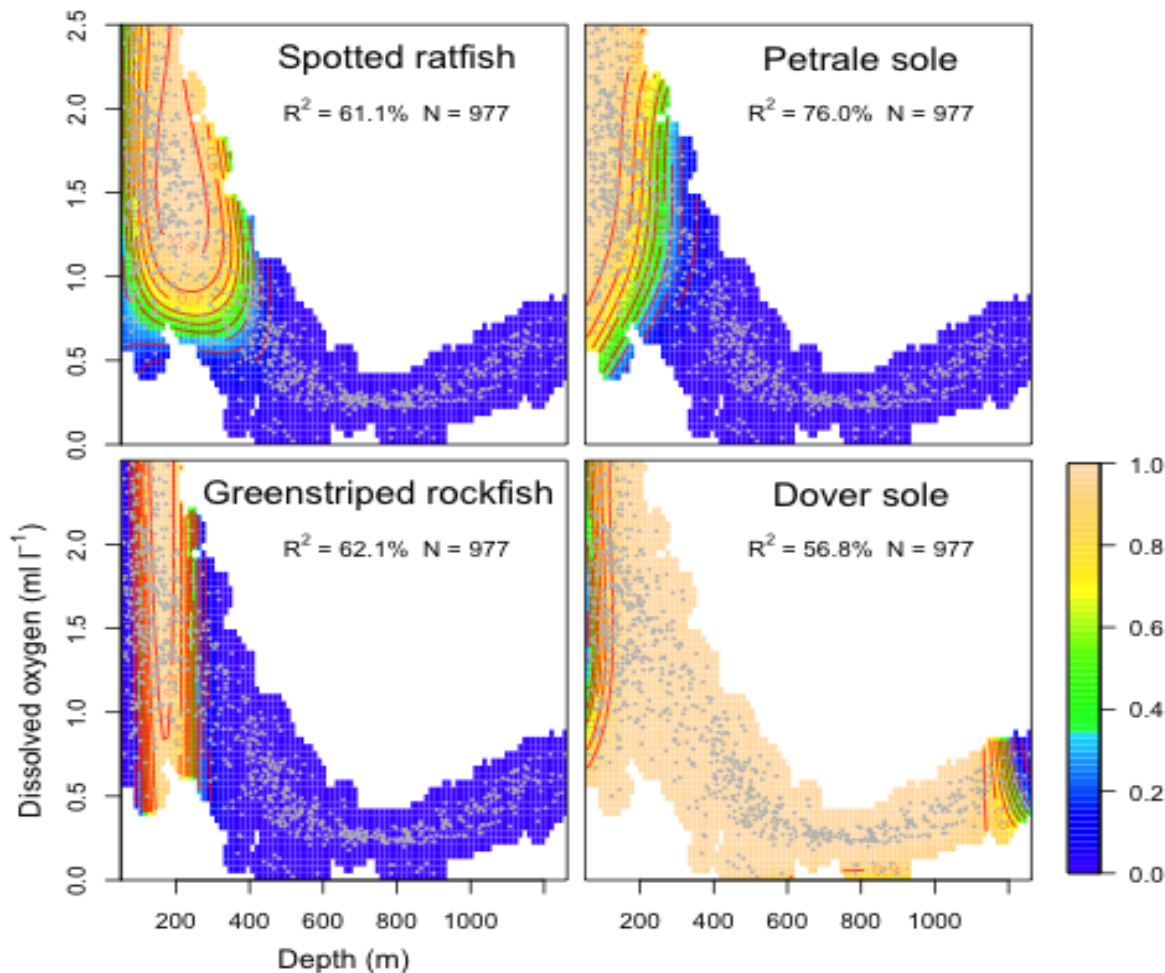 Spotted ratfish
R² = 61.1% N = 977
Petrale sole
R² = 76.0% N = 977
2.5
2.0
1.5
1.0
0.5
0.0
Greenstriped rockfish
R² = 62.1% N = 977
Dover sole
R² = 56.8% N = 977
2.0
1.5
1.0
0.5
0.0
Dissolved oxygen (ml l⁻¹)
200 400 600 800 1000
200 400 600 800 1000
Depth (m)
1.0
0.8
0.6
0.4
0.2
0.0